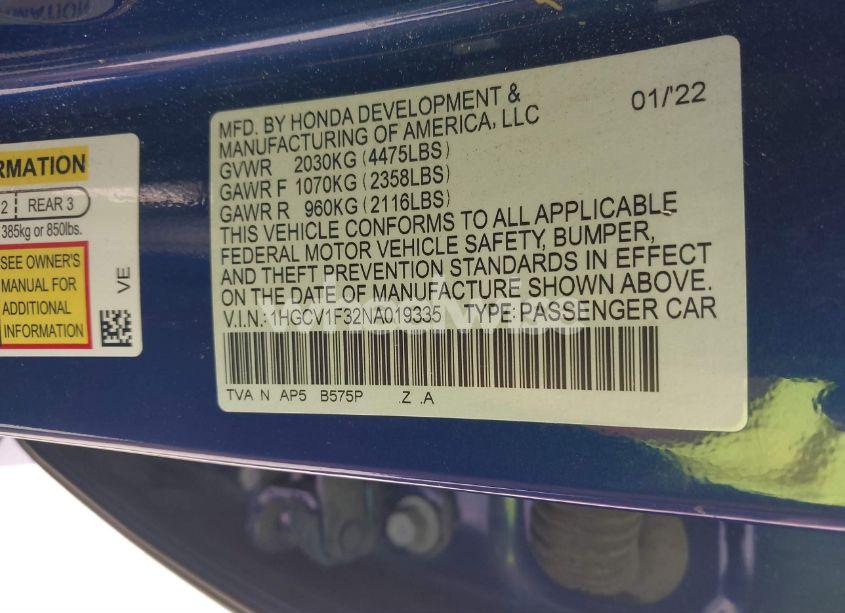 MFD. BY HONDA DEVELOPMENT & 01/'22
MANUFACTURING OF AMERICA, LLC
GVWR 2030KG (4475LBS)
GAWR F 1070KG (2358LBS)
GAWR R 960KG (2116LBS)
THIS VEHICLE CONFORMS TO ALL APPLICABLE
FEDERAL MOTOR VEHICLE SAFETY, BUMPER,
AND THEFT PREVENTION STANDARDS IN EFFECT
ON THE DATE OF MANUFACTURE SHOWN ABOVE.
V.I.N.:1HGCV1F32NA019335 TYPE: PASSENGER CAR
TVA N AP5 B575P .Z .A
RMATION
2 REAR 3
385kg or 850lbs.
SEE OWNER'S
MANUAL FOR
ADDITIONAL
INFORMATION
VE